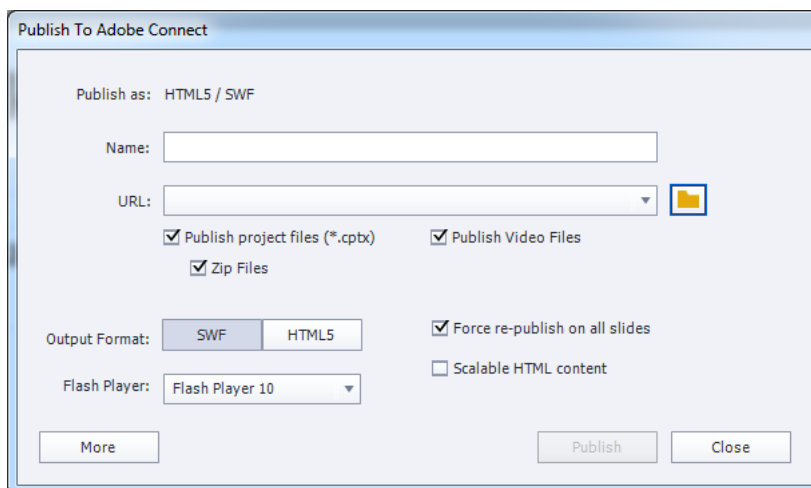 Publish To Adobe Connect
Publish as: HTML5 / SWF
Name:
URL:
Publish project files (*.cptx) Publish Video Files
Zip Files
Output Format: SWF HTML5 Force re-publish on all slides
Scalable HTML content
Flash Player: Flash Player 10
More Publish Close